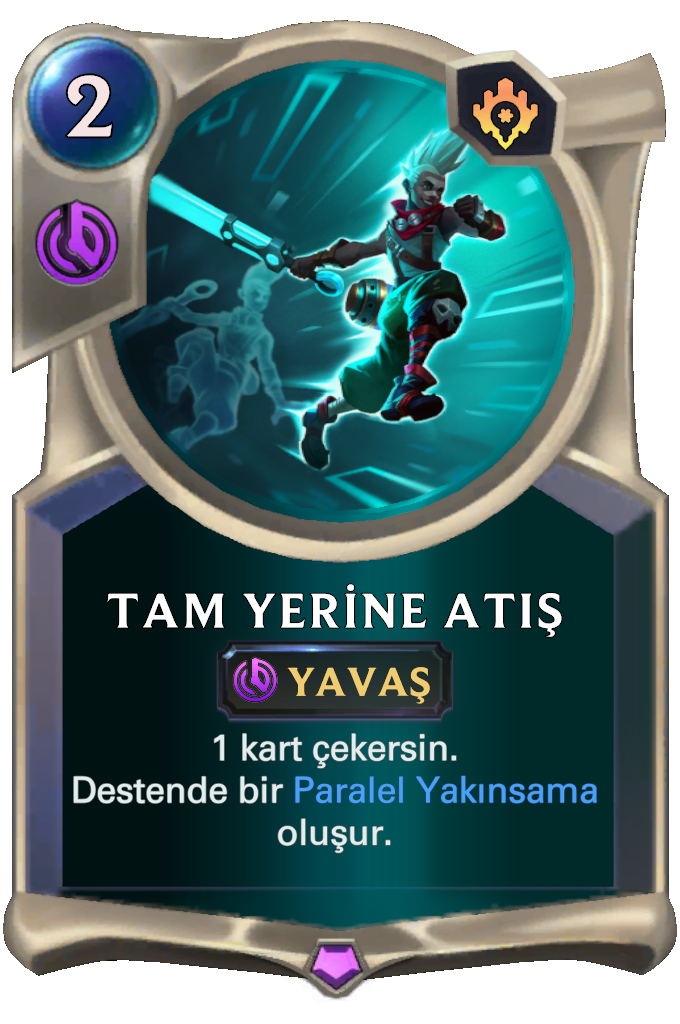 2
TAM YERİNE ATIŞ
YAVAŞ
1 kart çekersin.
Destende bir Paralel Yakınsama
oluşur.